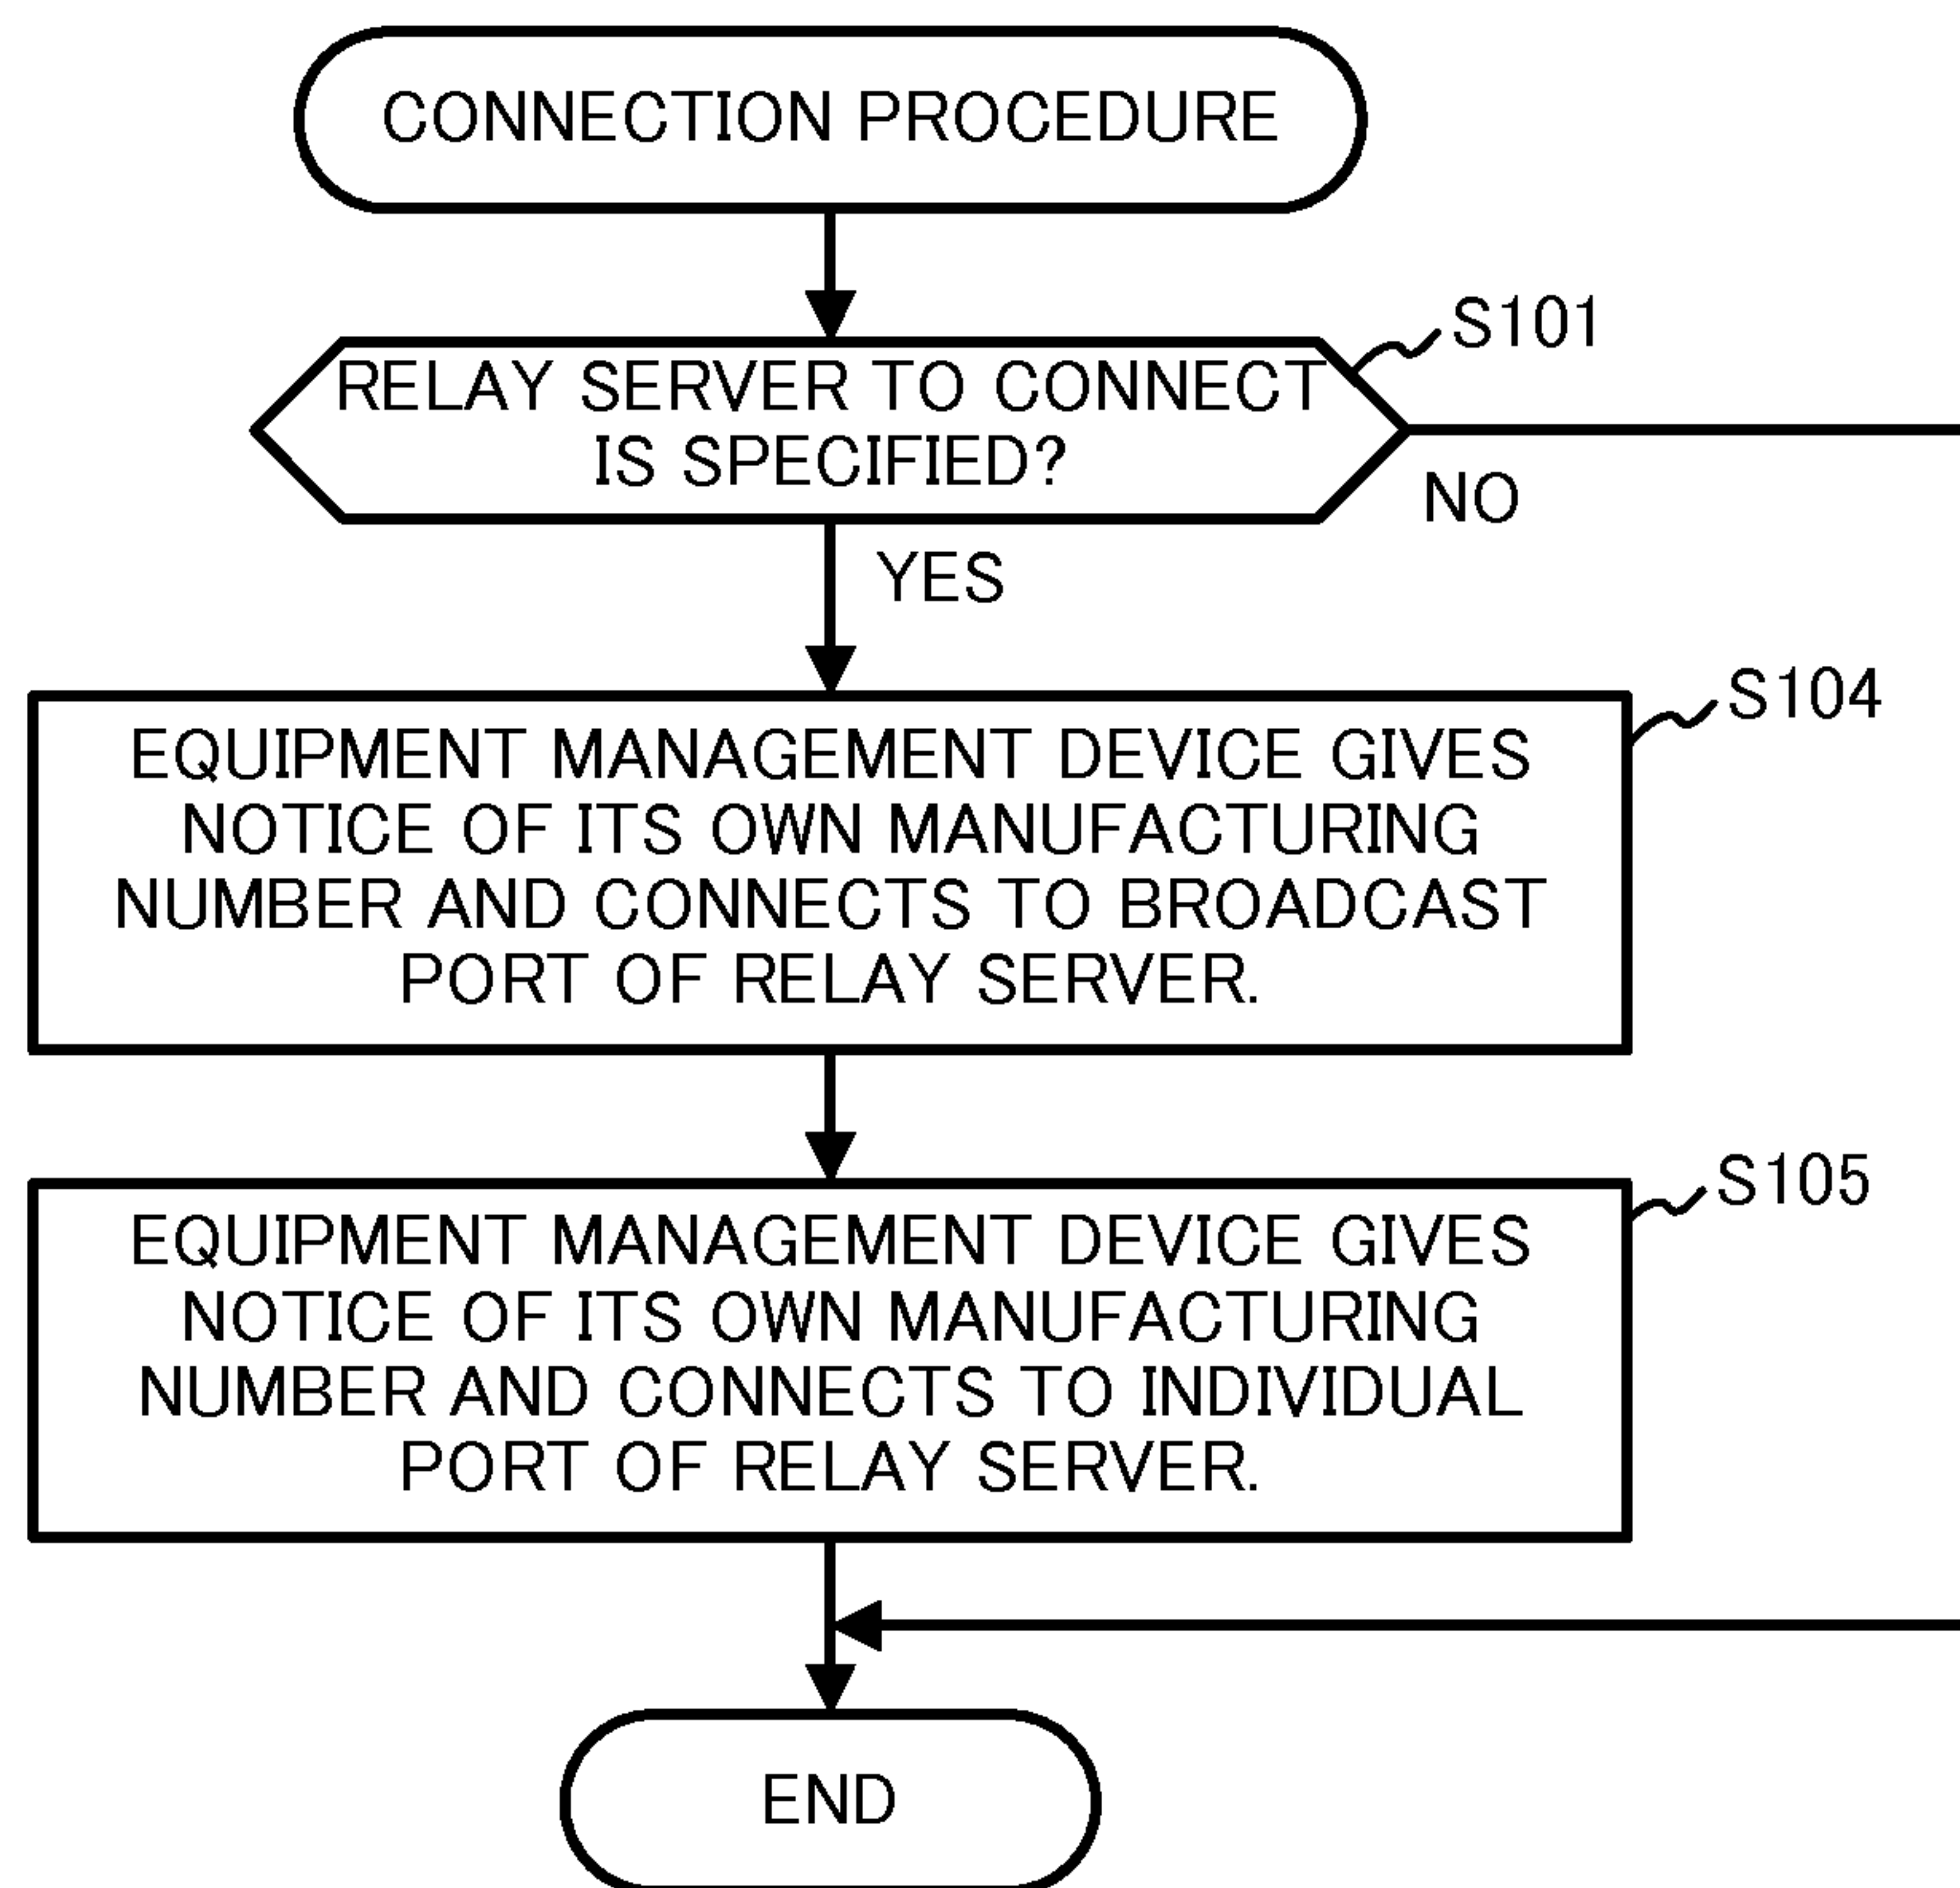 CONNECTION PROCEDURE
S101
RELAY SERVER TO CONNECT
IS SPECIFIED?
NO
YES
S104
EQUIPMENT MANAGEMENT DEVICE GIVES
NOTICE OF ITS OWN MANUFACTURING
NUMBER AND CONNECTS TO BROADCAST
PORT OF RELAY SERVER.
S105
EQUIPMENT MANAGEMENT DEVICE GIVES
NOTICE OF ITS OWN MANUFACTURING
NUMBER AND CONNECTS TO INDIVIDUAL
PORT OF RELAY SERVER.
END